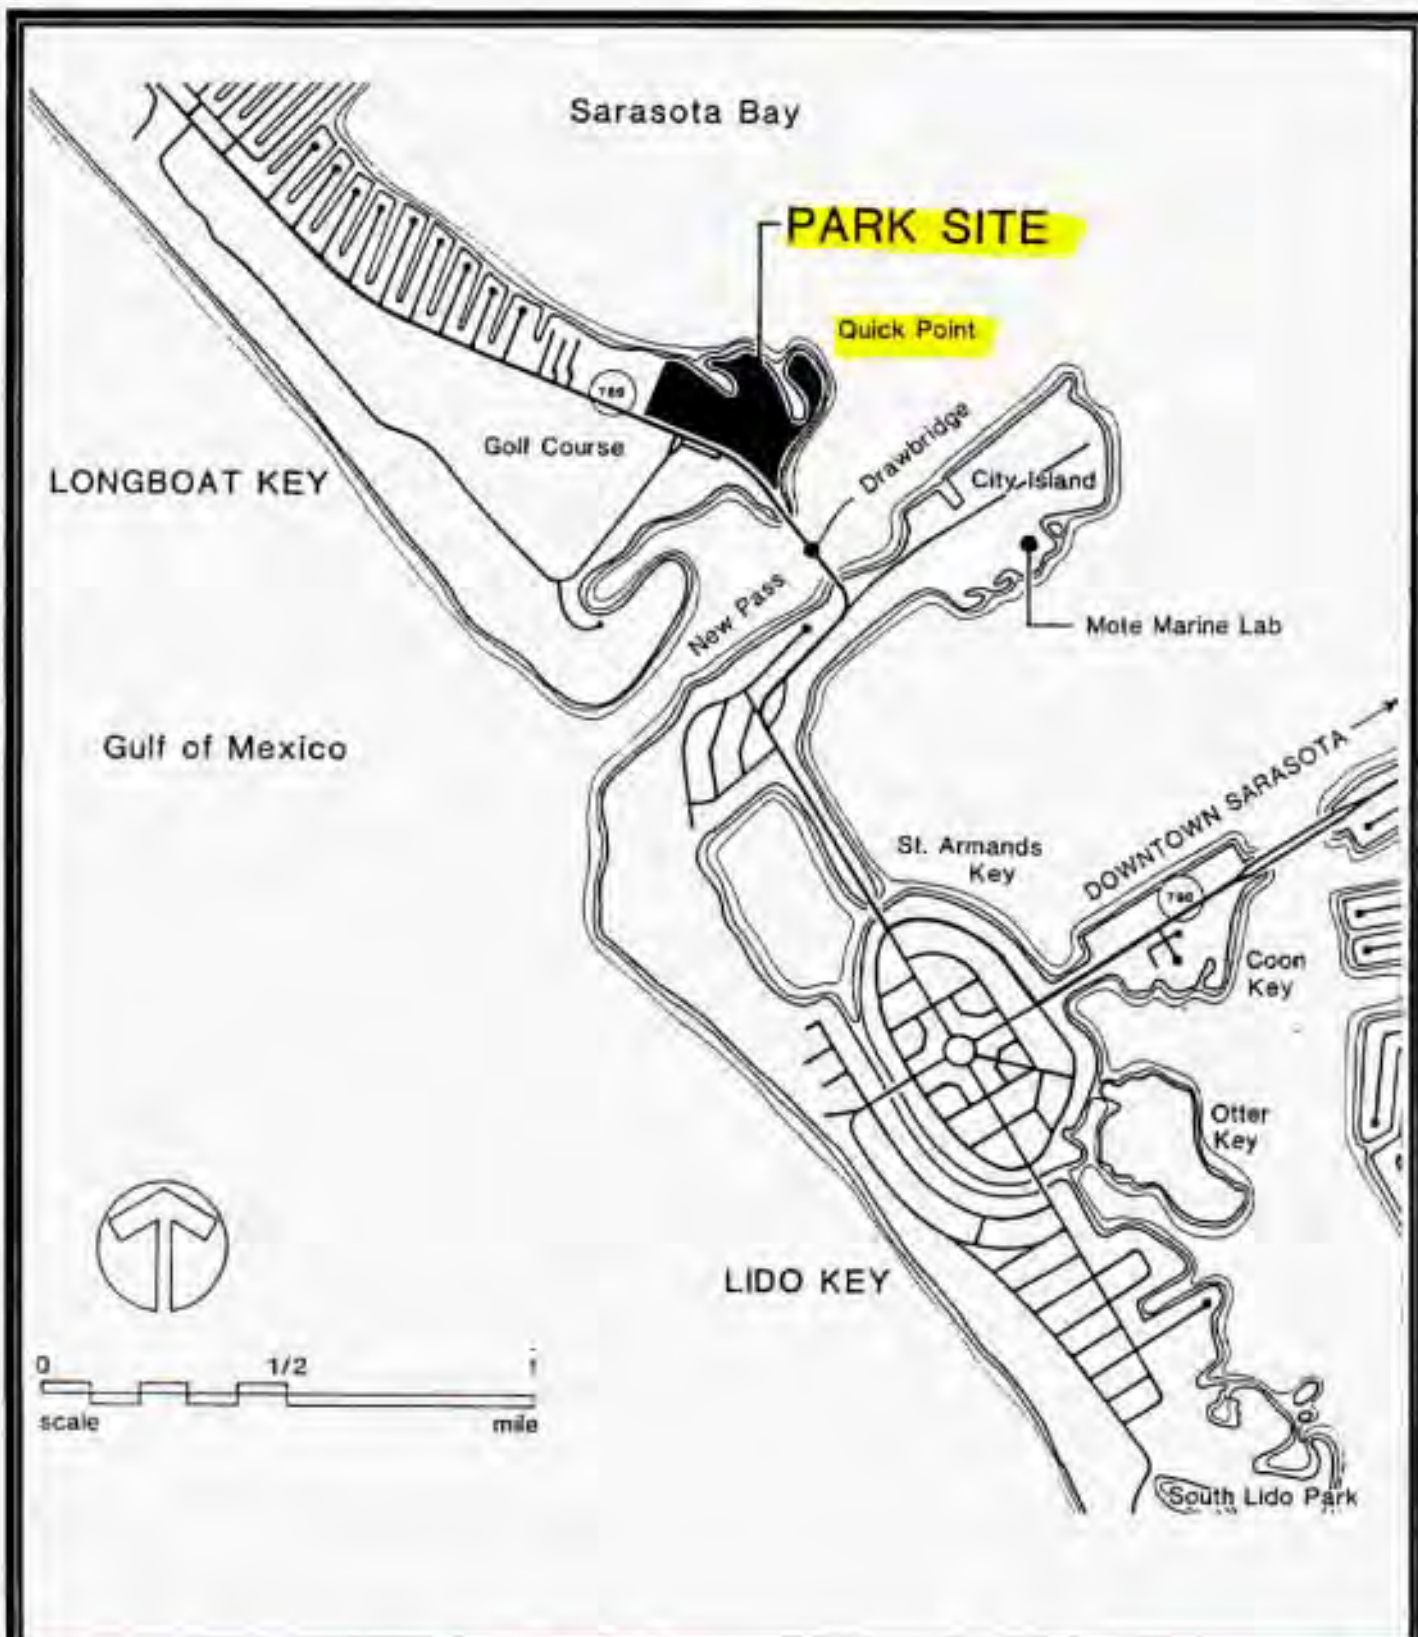 Sarasota Bay
PARK SITE
Quick Point
789
Golf Course
Drawbridge
LONGBOAT KEY
City Island
New Pass
Mote Marine Lab
Gulf of Mexico
DOWNTOWN SARASOTA
St. Armands
Key
Coon
Key
Otter
Key
LIDO KEY
0 1/2 1
scale mile
South Lido Park